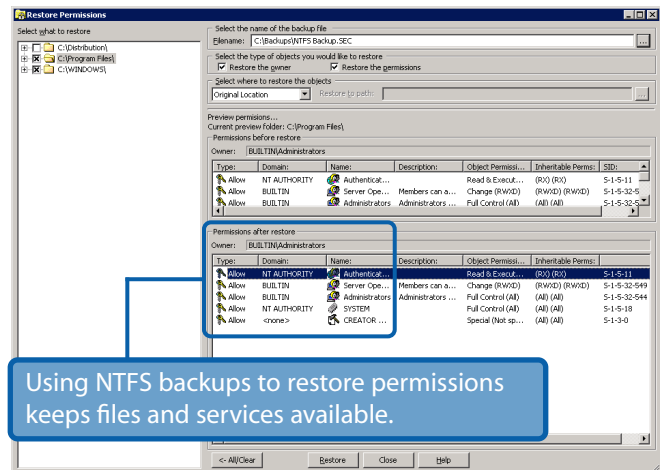 Restore Permissions
Select what to restore
C:\Distribution\
C:\Program Files\
C:\WINDOWS\
Select the name of the backup file
Filename: C:\Backups\NTFS Backup.SEC ...
Select the type of objects you would like to restore
Restore the owner Restore the permissions
Select where to restore the objects
Original Location Restore to path: ...
Preview permisions...
Current preview folder: C:\Program Files\
Permissions before restore
Owner: BUILTIN\Administrators
Type: Domain: Name: Description: Object Permissi... Inheritable Perms: SID:
Allow NT AUTHORITY Authenticat... Read & Execut... (RX) (RX) S-1-5-11
Allow BUILTIN Server Ope... Members can a... Change (RWXD) (RWXD) (RWXD) S-1-5-32-5
Allow BUILTIN Administrators Administrators ... Full Control (All) (All) (All) S-1-5-32-5
Permissions after restore
Owner: BUILTIN\Administrators
Type: Domain: Name: Description: Object Permissi... Inheritable Perms:
Allow NT AUTHORITY Authenticat... Read & Execut... (RX) (RX) S-1-5-11
Allow BUILTIN Server Ope... Members can a... Change (RWXD) (RWXD) (RWXD) S-1-5-32-549
Allow BUILTIN Administrators Administrators ... Full Control (All) (All) (All) S-1-5-32-544
Allow NT AUTHORITY SYSTEM Full Control (All) (All) (All) S-1-5-18
Allow <none> CREATOR ... Special (Not sp... (All) (All) S-1-3-0
Using NTFS backups to restore permissions
keeps files and services available.
<- All/Clear Restore Close Help